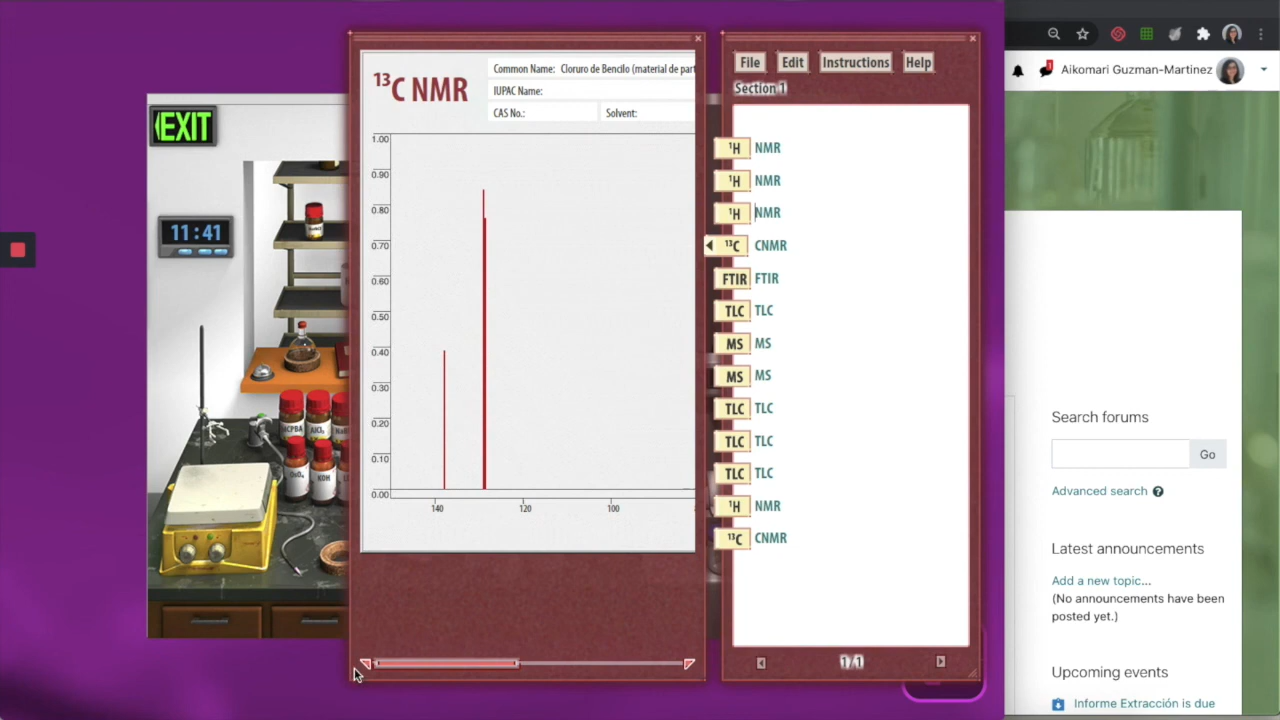 Aikomari Guzman-Martinez
EXIT
11:41
13C NMR
Common Name: Cloruro de Bencilo (material de part
IUPAC Name:
CAS No.:
Solvent:
1.00
0.90
0.80
0.70
0.60
0.50
0.40
0.30
0.20
0.10
0.00
140
120
100
File
Edit
Instructions
Help
Section 1
1H NMR
1H NMR
1H NMR
13C CNMR
FTIR FTIR
TLC TLC
MS MS
MS MS
TLC TLC
TLC TLC
TLC TLC
1H NMR
13C CNMR
1/1
AlCl3
OsO4
KOH
Search forums
Go
Advanced search
Latest announcements
Add a new topic...
(No announcements have been
posted yet.)
Upcoming events
Informe Extracción is due